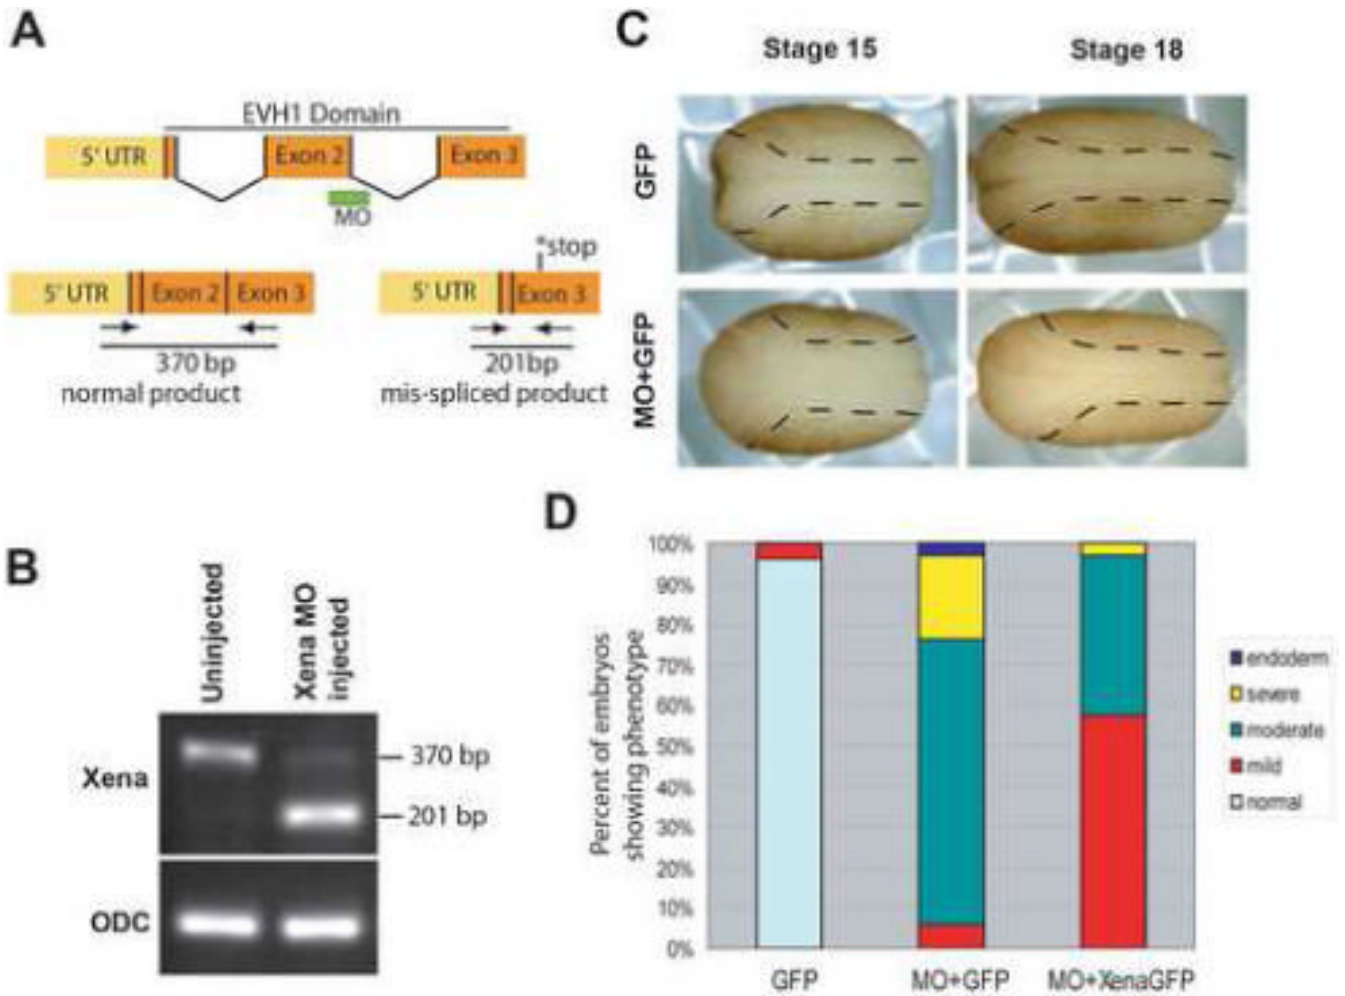 A
EVH1 Domain
5' UTR
Exon 2
Exon 3
MO
5' UTR
Exon 2
Exon 3
370 bp
normal product
*stop
5' UTR
Exon 3
201bp
mis-spliced product
B
Uninjected
Xena MO
injected
Xena
370 bp
201 bp
ODC
C
Stage 15
Stage 18
GFP
MO+GFP
D
Percent of embryos
showing phenotype
100%
90%
80%
70%
60%
50%
40%
30%
20%
10%
0%
GFP
MO+GFP
MO+XenaGFP
endoderm
severe
moderate
mild
normal